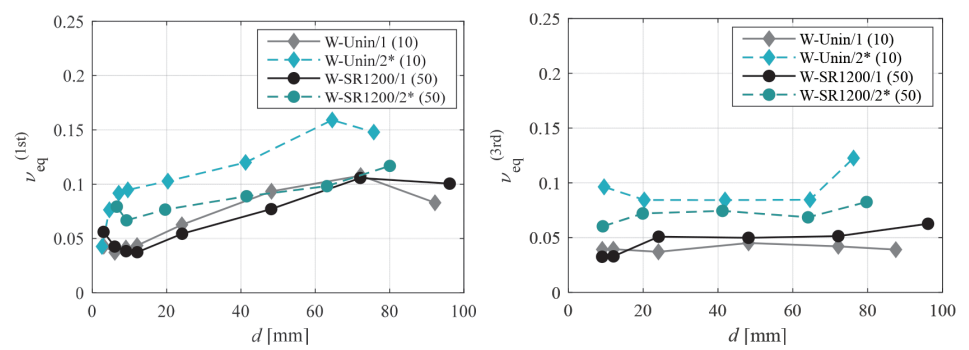 0.25
0.2
0.15
0.1
0.05
0
0 20 40 60 80 100
d [mm]
ν eq (1st)
W-Unin/1 (10)
W-Unin/2* (10)
W-SR1200/1 (50)
W-SR1200/2* (50)
0.25
0.2
0.15
0.1
0.05
0
0 20 40 60 80 100
d [mm]
ν eq (3rd)
W-Unin/1 (10)
W-Unin/2* (10)
W-SR1200/1 (50)
W-SR1200/2* (50)